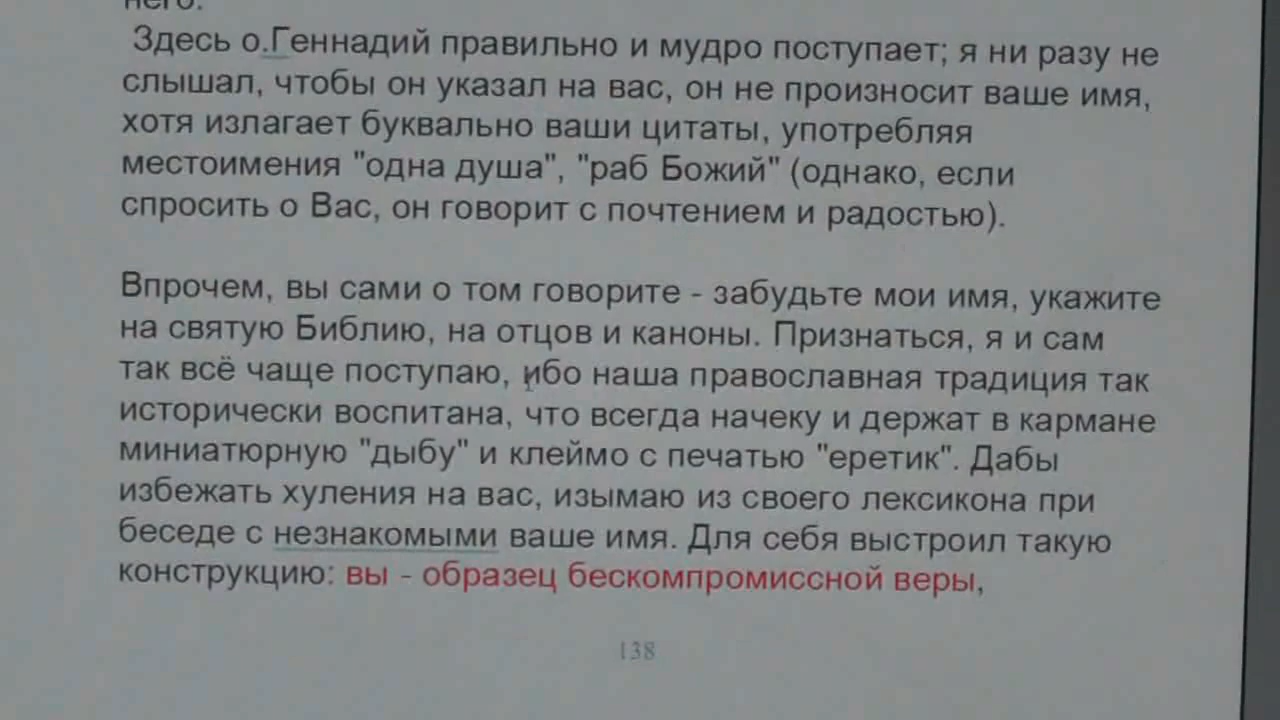 него.
Здесь о.Геннадий правильно и мудро поступает; я ни разу не
слышал, чтобы он указал на вас, он не произносит ваше имя,
хотя излагает буквально ваши цитаты, употребляя
местоимения "одна душа", "раб Божий" (однако, если
спросить о Вас, он говорит с почтением и радостью).
Впрочем, вы сами о том говорите - забудьте мои имя, укажите
на святую Библию, на отцов и каноны. Признаться, я и сам
так всё чаще поступаю, ибо наша православная традиция так
исторически воспитана, что всегда начеку и держат в кармане
миниатюрную "дыбу" и клеймо с печатью "еретик". Дабы
избежать хуления на вас, изымаю из своего лексикона при
беседе с незнакомыми ваше имя. Для себя выстроил такую
конструкцию: вы - образец бескомпромиссной веры,
138